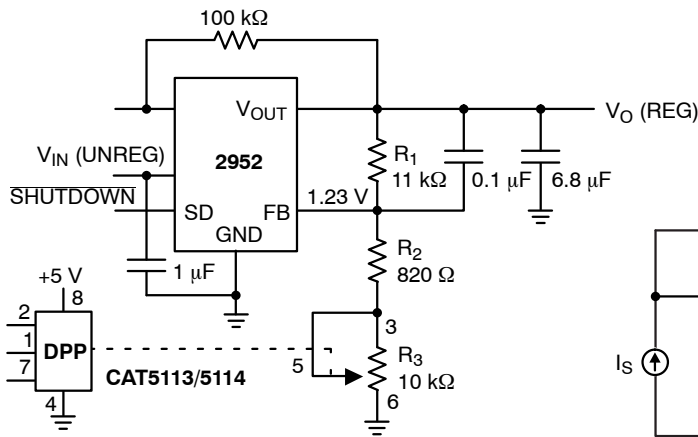 100 kΩ
V_OUT
V_O (REG)
V_IN (UNREG)
2952
R_1
11 kΩ
0.1 μF
6.8 μF
SHUTDOWN
1.23 V
SD
FB
GND
R_2
820 Ω
1 μF
+5 V
8
2
1
7
DPP
4
CAT5113/5114
3
5
R_3
10 kΩ
6
I_S